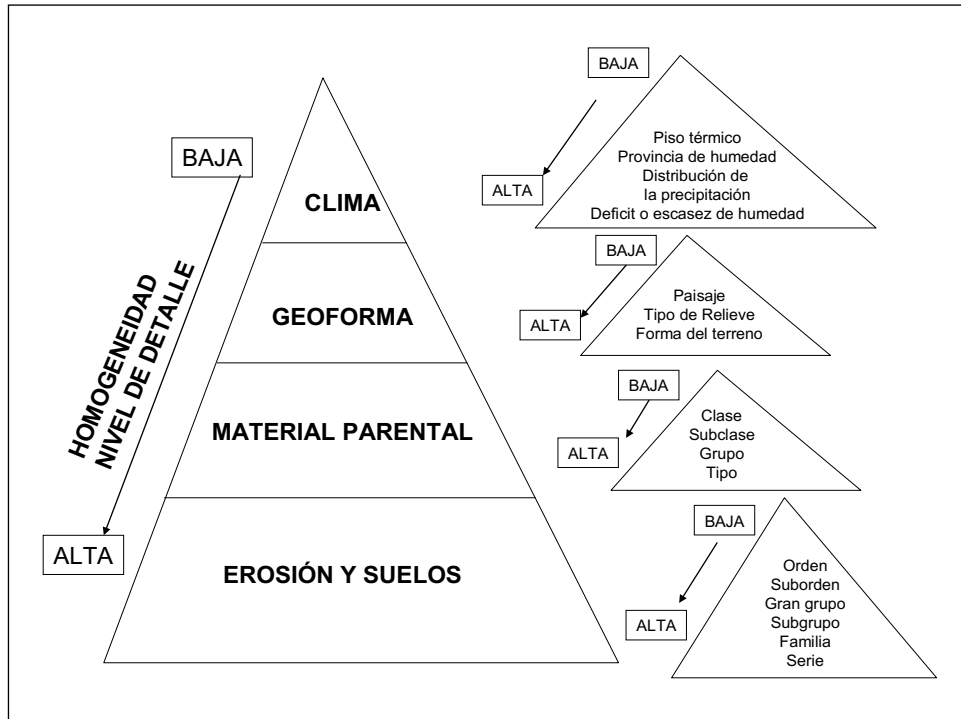 BAJA
HOMOGENEIDAD
NIVEL DE DETALLE
ALTA
CLIMA
GEOFORMA
MATERIAL PARENTAL
EROSIÓN Y SUELOS
BAJA
ALTA
Piso térmico
Provincia de humedad
Distribución de
la precipitación
Deficit o escasez de humedad
BAJA
ALTA
Paisaje
Tipo de Relieve
Forma del terreno
BAJA
ALTA
Clase
Subclase
Grupo
Tipo
BAJA
ALTA
Orden
Suborden
Gran grupo
Subgrupo
Familia
Serie